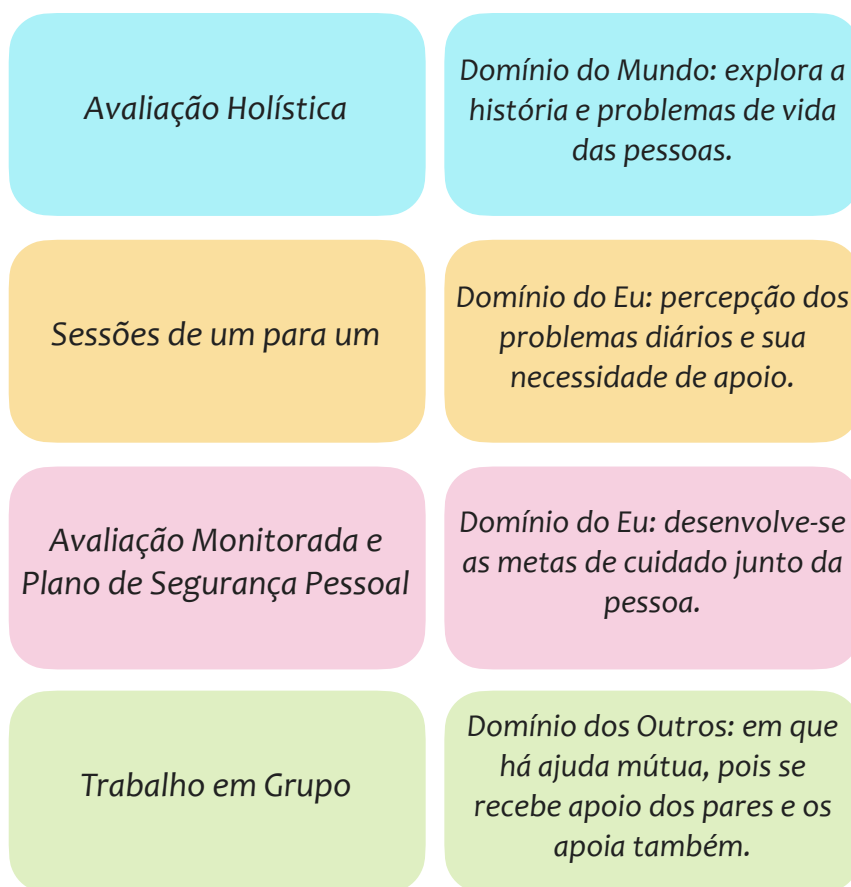 Avaliação Holística
Domínio do Mundo: explora a
história e problemas de vida
das pessoas.
Sessões de um para um
Domínio do Eu: percepção dos
problemas diários e sua
necessidade de apoio.
Avaliação Monitorada e
Plano de Segurança Pessoal
Domínio do Eu: desenvolve-se
as metas de cuidado junto da
pessoa.
Trabalho em Grupo
Domínio dos Outros: em que
há ajuda mútua, pois se
recebe apoio dos pares e os
apoia também.